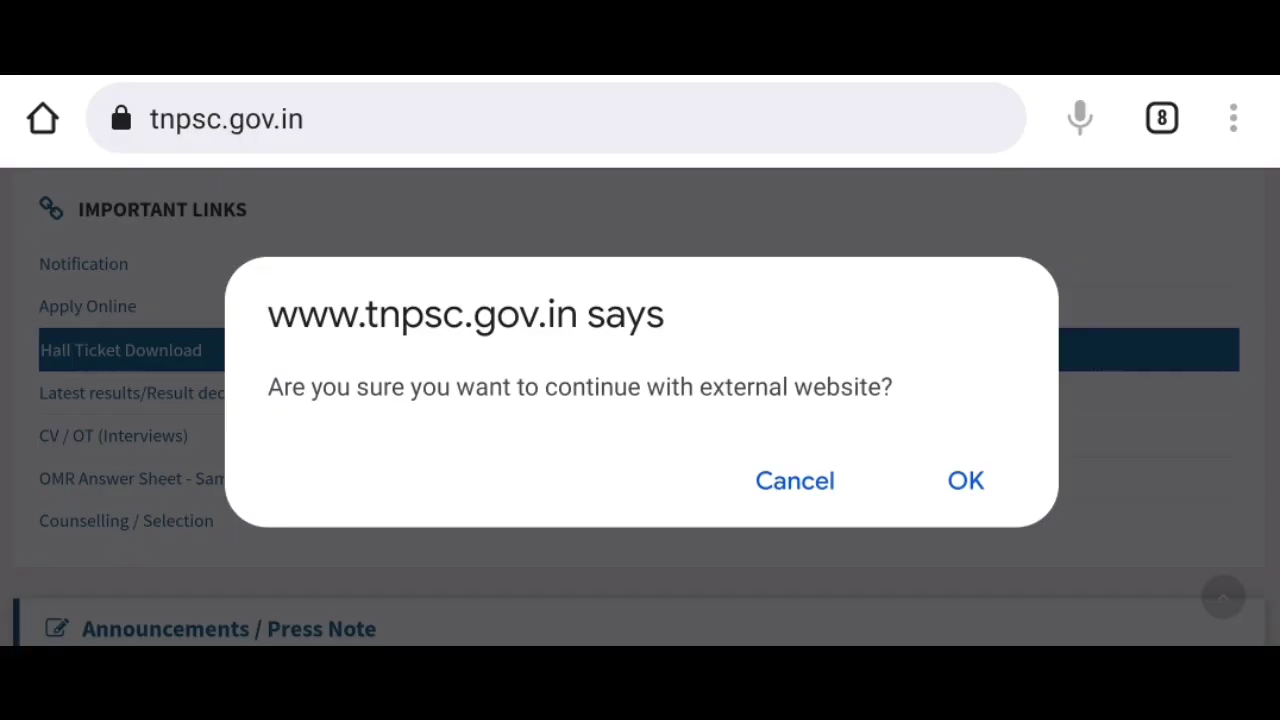 tnpsc.gov.in
8
IMPORTANT LINKS
Notification
Apply Online
Hall Ticket Download
Latest results/Result dec
CV / OT (Interviews)
OMR Answer Sheet - Sam
Counselling / Selection
www.tnpsc.gov.in says
Are you sure you want to continue with external website?
Cancel OK
Announcements / Press Note